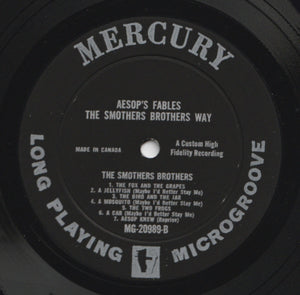 MERCURY
AESOP'S FABLES
THE SMOTHERS BROTHERS WAY
MADE IN CANADA
A Custom High
Fidelity Recording
THE SMOTHERS BROTHERS
1. THE FOX AND THE GRAPES
2. A JELLYFISH (Maybe I'd Better Stay Me)
3. THE BIRD AND THE JAR
4. A MOSQUITO (Maybe I'd Better Stay Me)
5. THE TWO FROGS
6. A CAR (Maybe I'd Better Stay Me)
7. AESOP KNEW (Reprise)
MG-20989-B
LONG PLAYING MICROGROOVE